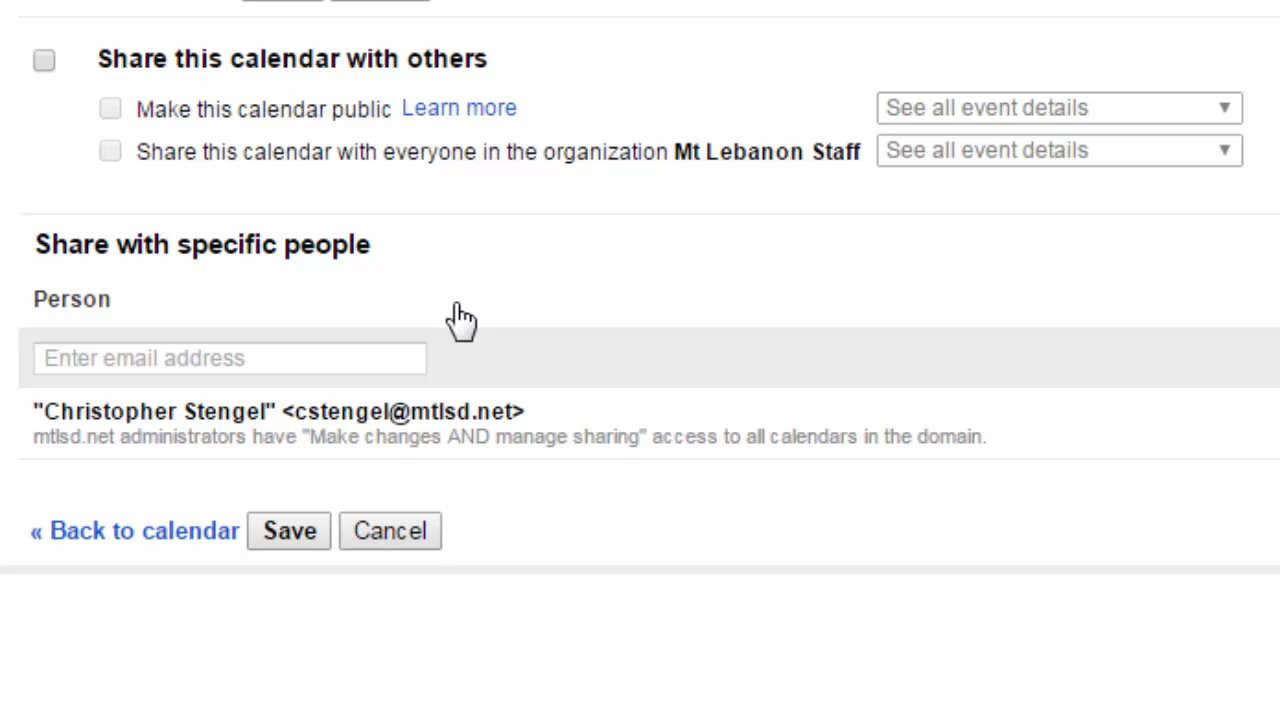 Share this calendar with others
Make this calendar public Learn more See all event details
Share this calendar with everyone in the organization Mt Lebanon Staff See all event details
Share with specific people
Person
Enter email address
"Christopher Stengel" <cstengel@mtlsd.net>
mtlsd.net administrators have "Make changes AND manage sharing" access to all calendars in the domain.
« Back to calendar Save Cancel